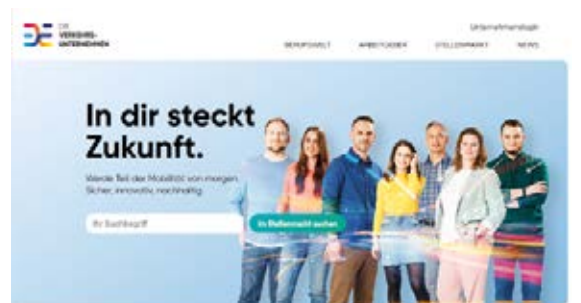 DIE
VERKEHRS-
UNTERNEHMEN
Unternehmenslogin
BERUFSWELT ARBEITGEBER STELLENMARKT NEWS
In dir steckt
Zukunft.
Werde Teil der Mobilität von morgen.
Sicher, innovativ, nachhaltig.
Ihr Suchbegriff
Im Stellenmarkt suchen